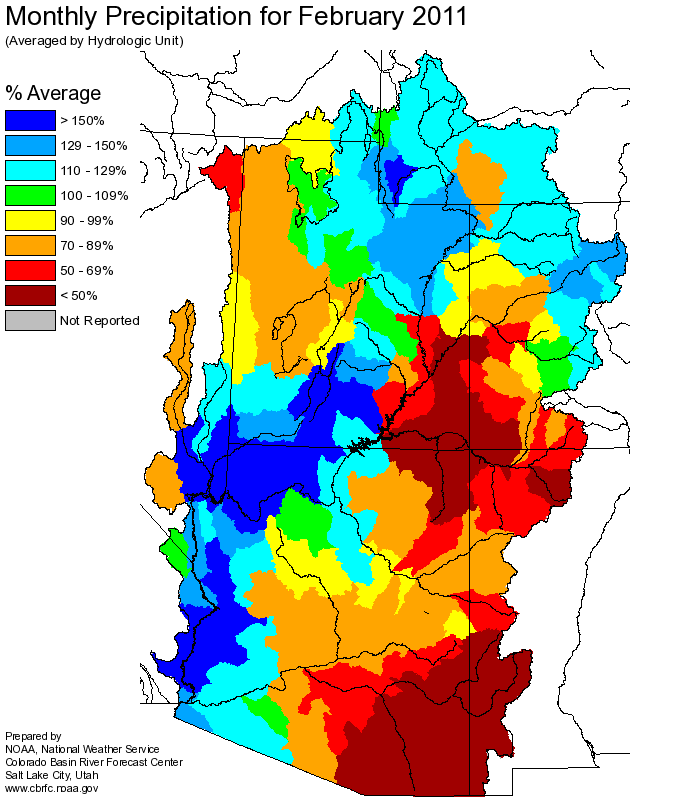 Monthly Precipitation for February 2011
(Averaged by Hydrologic Unit)
% Average
> 150%
129 - 150%
110 - 129%
100 - 109%
90 - 99%
70 - 89%
50 - 69%
< 50%
Not Reported
Prepared by
NOAA, National Weather Service
Colorado Basin River Forecast Center
Salt Lake City, Utah
www.cbrfc.noaa.gov